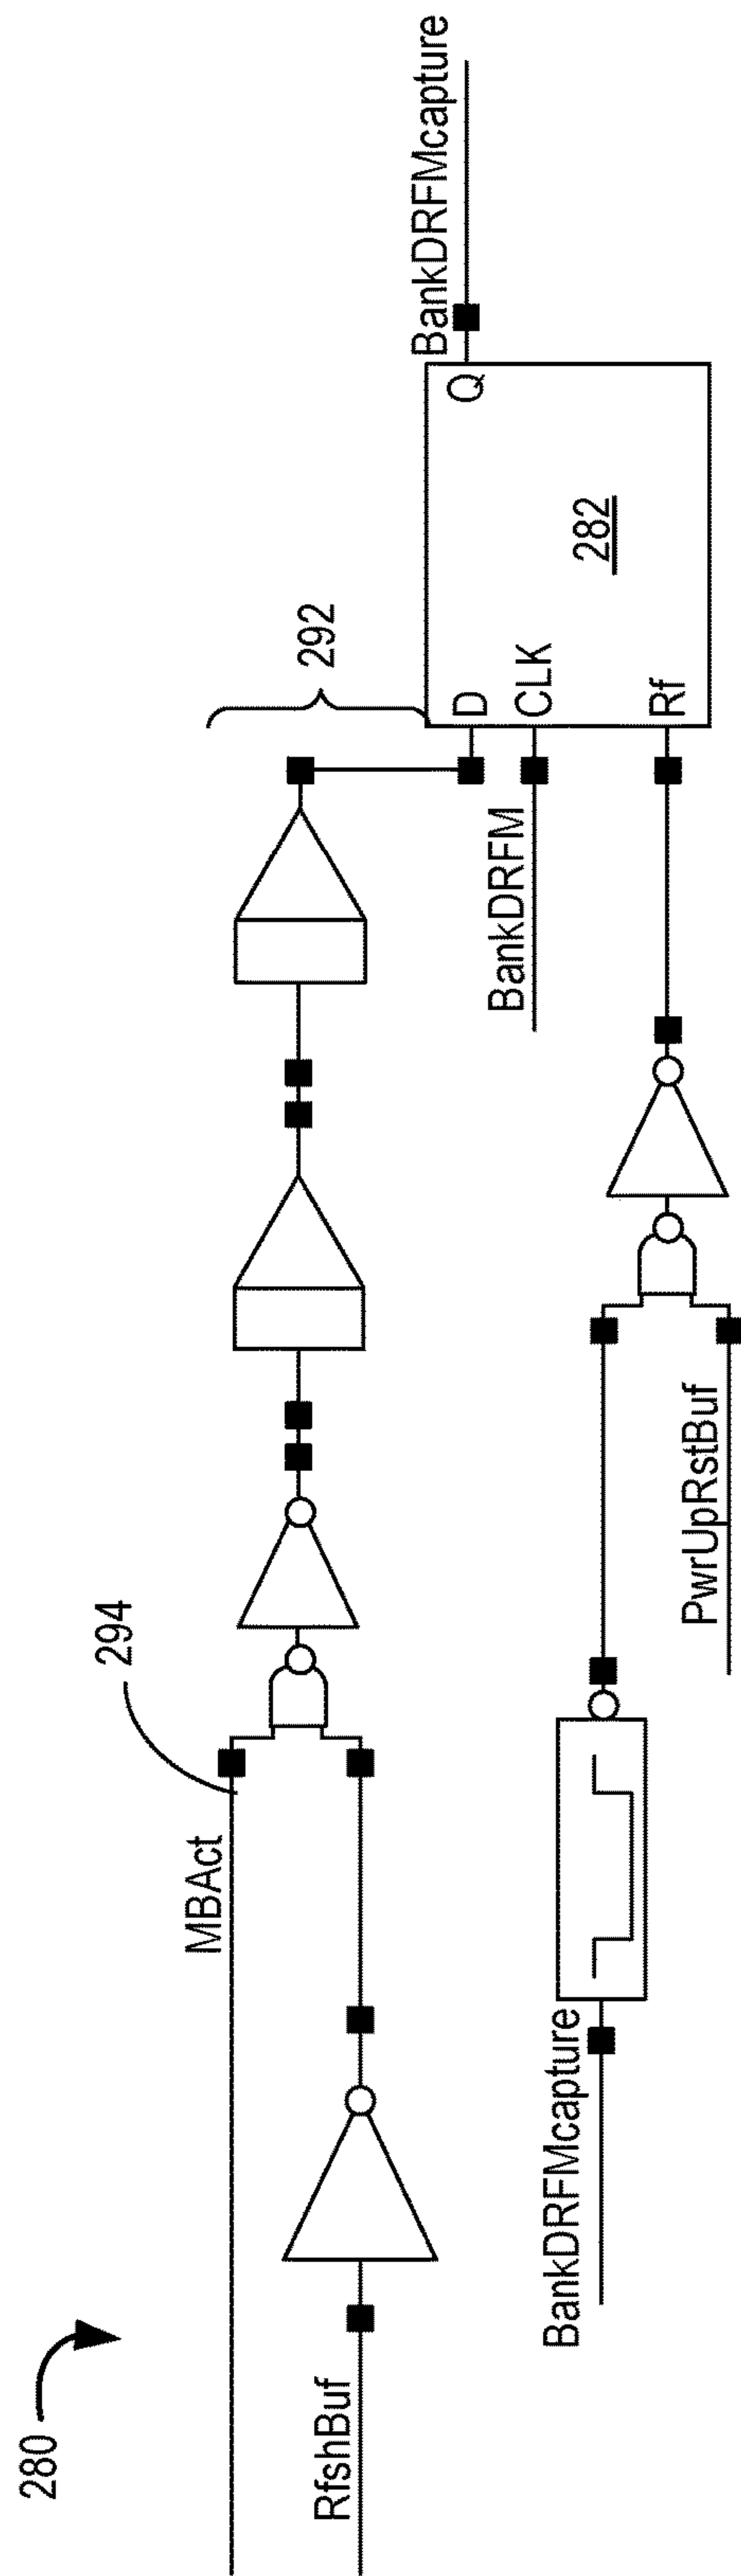 280
MBAct
294
RfshBuf
292
BankDRFM
D
CLK
Rf
Q
282
BankDRFMcapture
BankDRFMcapture
PwrUpRstBuf